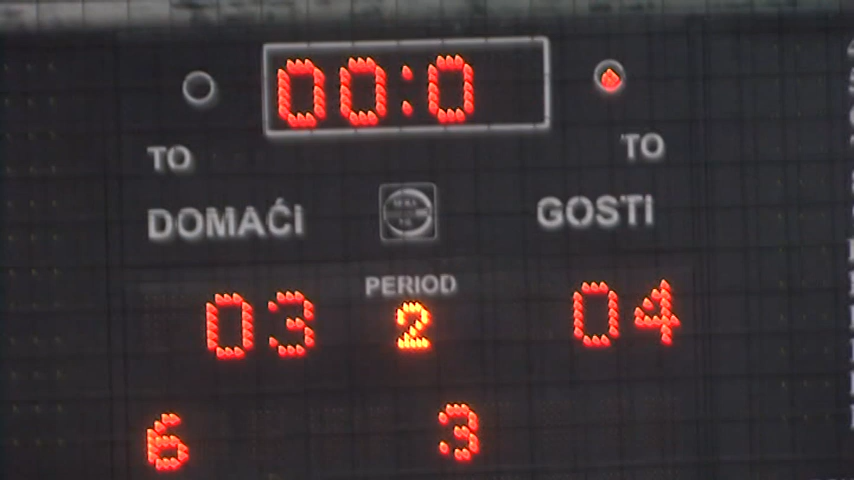 00:0
TO TO
DOMAĆI GOSTI
PERIOD
03 2 04
6 3